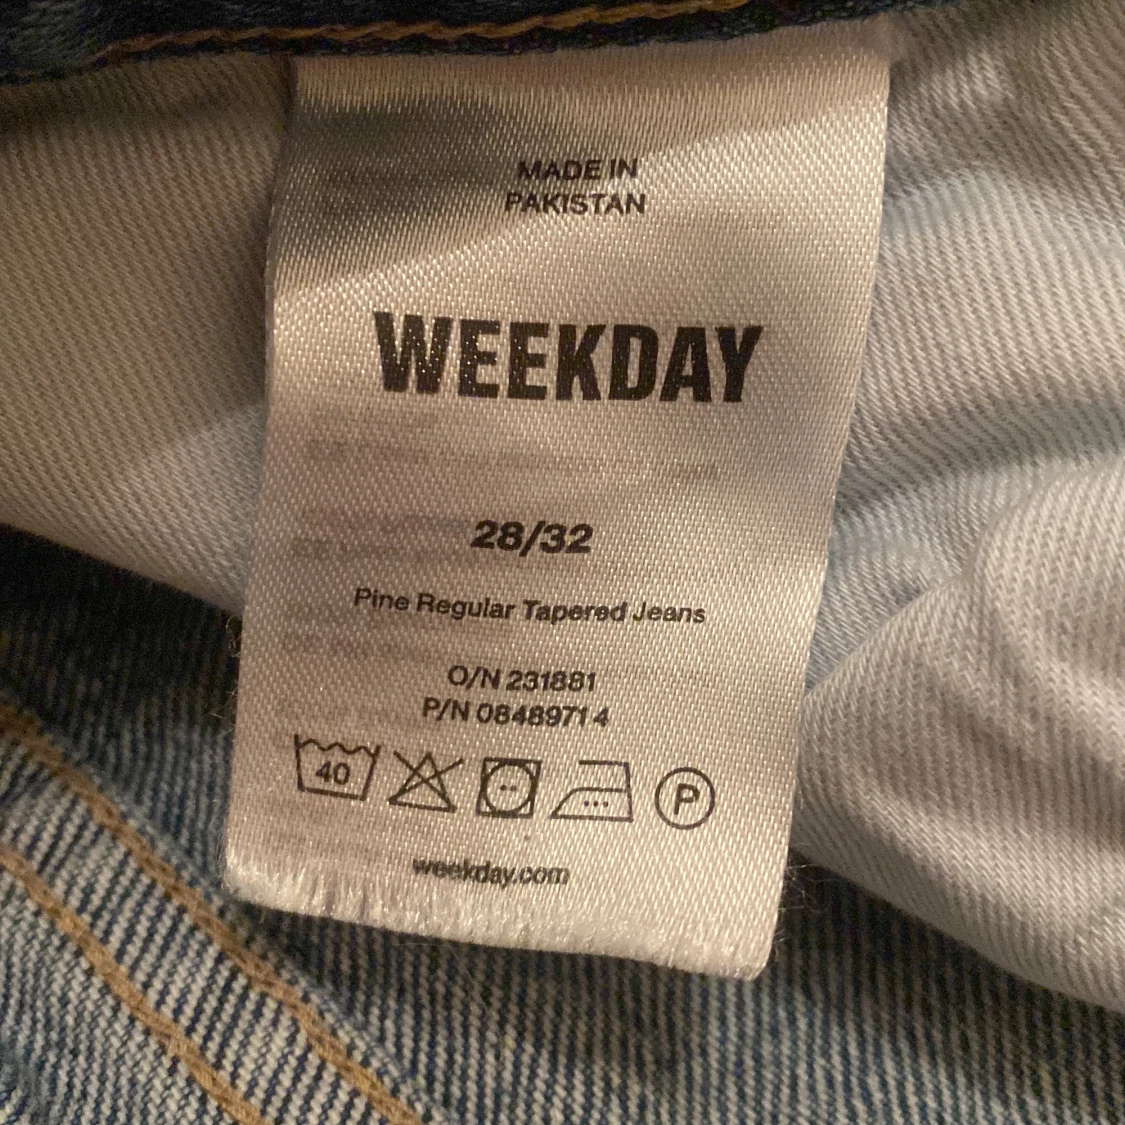 MADE IN
PAKISTAN
WEEKDAY
28/32
Pine Regular Tapered Jeans
O/N 231881
P/N 08489714
40
P
weekday.com